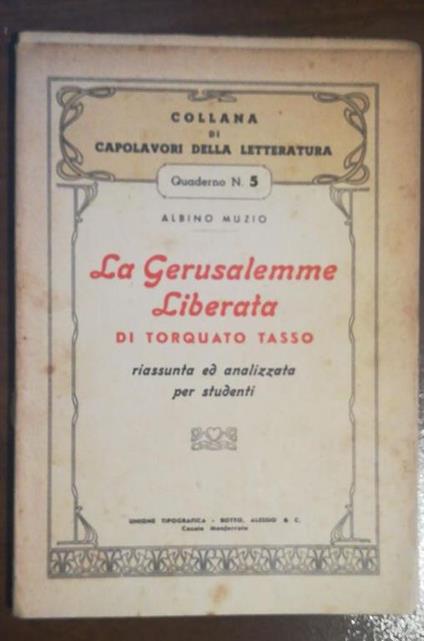 COLLANA
DI
CAPOLAVORI DELLA LETTERATURA
Quaderno N. 5
ALBINO MUZIO
La Gerusalemme
Liberata
DI TORQUATO TASSO
riassunta ed analizzata
per studenti
UNIONE TIPOGRAFICA - BOTTO, ALESSIO & C.
Casale Monferrato